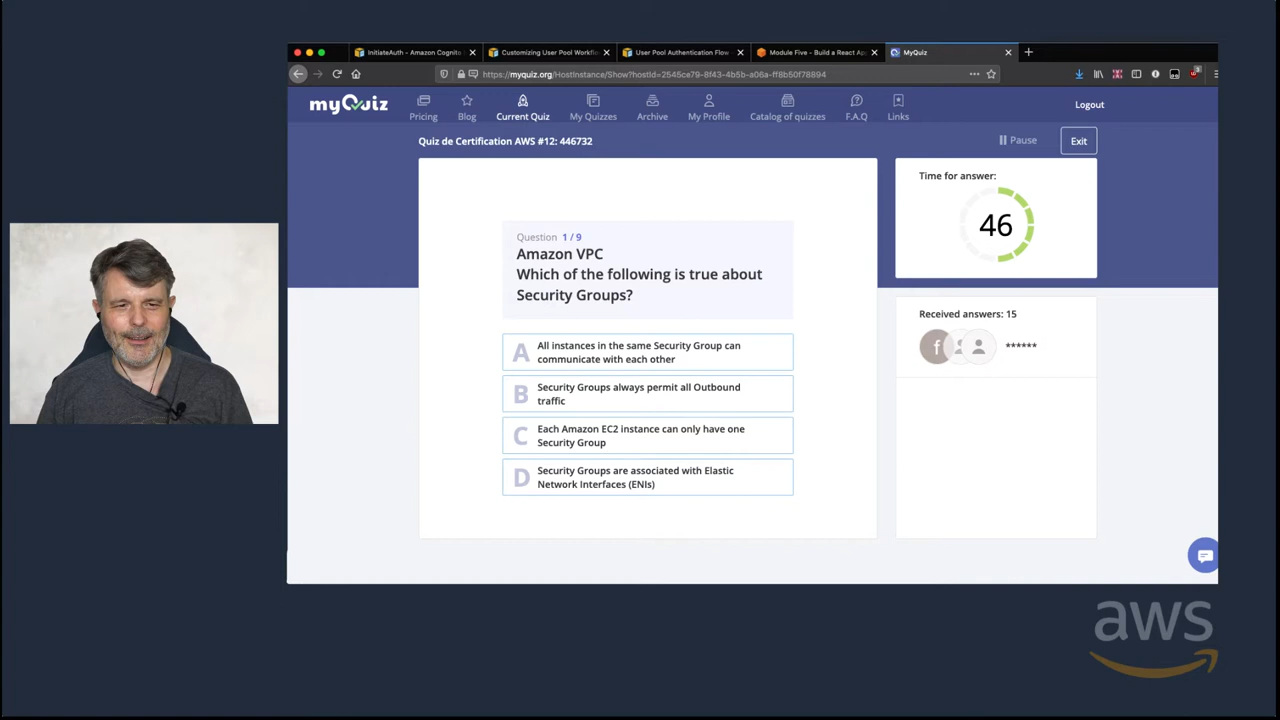 InitiateAuth - Amazon Cognito
Customizing User Pool Workflow
User Pool Authentication Flow -
Module Five - Build a React App
MyQuiz
https://myquiz.org/HostInstance/Show?hostId=2545ce79-8f43-4b5b-a06a-ff8b50f78894
myQuiz
Pricing
Blog
Current Quiz
My Quizzes
Archive
My Profile
Catalog of quizzes
F.A.Q
Links
Logout
Quiz de Certification AWS #12: 446732
Pause
Exit
Question 1 / 9
Amazon VPC
Which of the following is true about
Security Groups?
A All instances in the same Security Group can
communicate with each other
B Security Groups always permit all Outbound
traffic
C Each Amazon EC2 instance can only have one
Security Group
D Security Groups are associated with Elastic
Network Interfaces (ENIs)
Time for answer:
46
Received answers: 15
f
******
aws